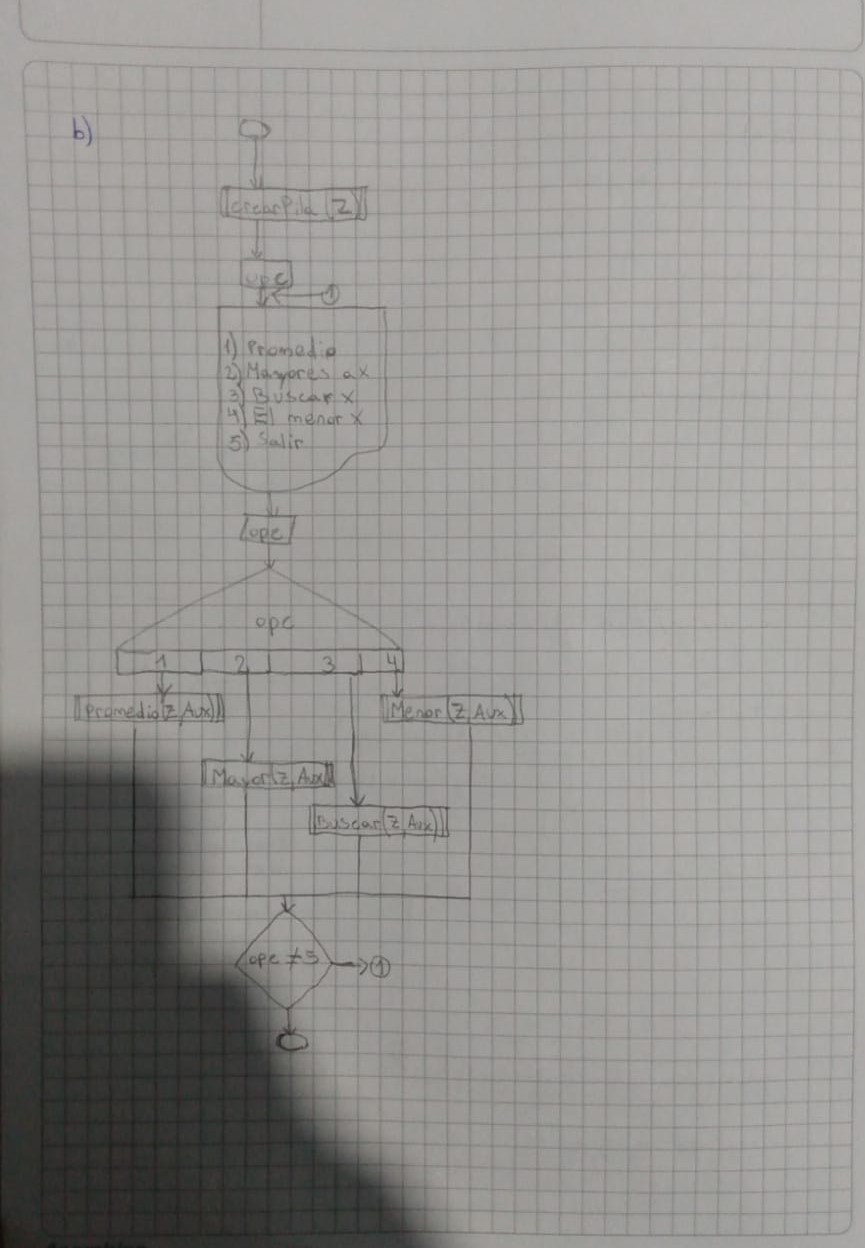 b)
crearPila (Z)
opc
1
1) Promedio
2) Mayores a x
3) Buscar x
4) El menor x
5) Salir
opc
opc
1 2 3 4
Promedio(Z,Aux)
Menor(Z,Aux)
Mayor(Z,Aux)
Buscar(Z,Aux)
opc ≠5
1